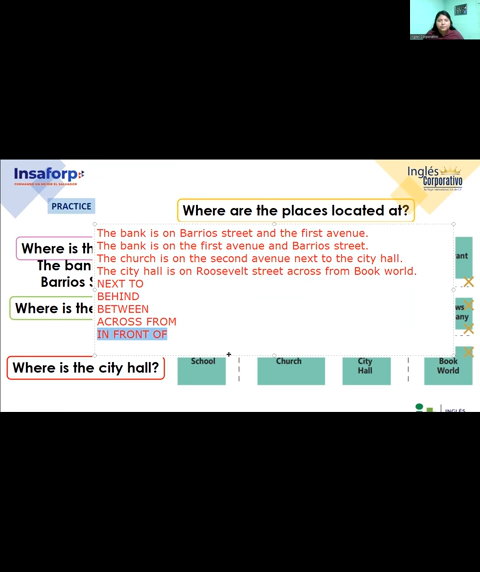 Insaforp
Inglés
Corporativo
PRACTICE
Where are the places located at?
The bank is on Barrios street and the first avenue.
The bank is on the first avenue and Barrios street.
The church is on the second avenue next to the city hall.
The city hall is on Roosevelt street across from Book world.
NEXT TO
BEHIND
BETWEEN
ACROSS FROM
IN FRONT OF
Where is th
The ban
Barrios S
Where is the
Where is the city hall?
School
Church
City
Hall
Book
World
ant
ws
any
INGLÉS